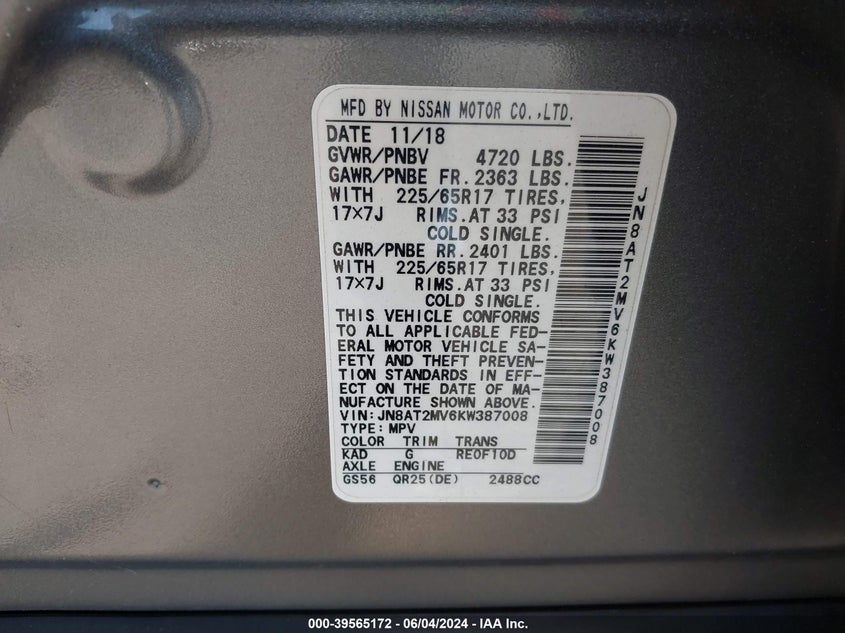 MFD BY NISSAN MOTOR CO.,LTD.
DATE 11/18
GVWR/PNBV 4720 LBS.
GAWR/PNBE FR. 2363 LBS.
WITH 225/65R17 TIRES,
17×7J RIMS.AT 33 PSI
COLD SINGLE.
GAWR/PNBE RR. 2401 LBS.
WITH 225/65R17 TIRES,
17×7J RIMS.AT 33 PSI
COLD SINGLE.
THIS VEHICLE CONFORMS
TO ALL APPLICABLE FED-
ERAL MOTOR VEHICLE SA-
FETY AND THEFT PREVEN-
TION STANDARDS IN EFF-
ECT ON THE DATE OF MA-
NUFACTURE SHOWN ABOVE.
VIN:JN8AT2MV6KW387008
TYPE:MPV
COLOR TRIM TRANS
KAD G RE0F10D
AXLE ENGINE
GS56 QR25(DE) 2488CC
JN8AT2MV6KW387008
000-39565172 - 06/04/2024 - IAA Inc.